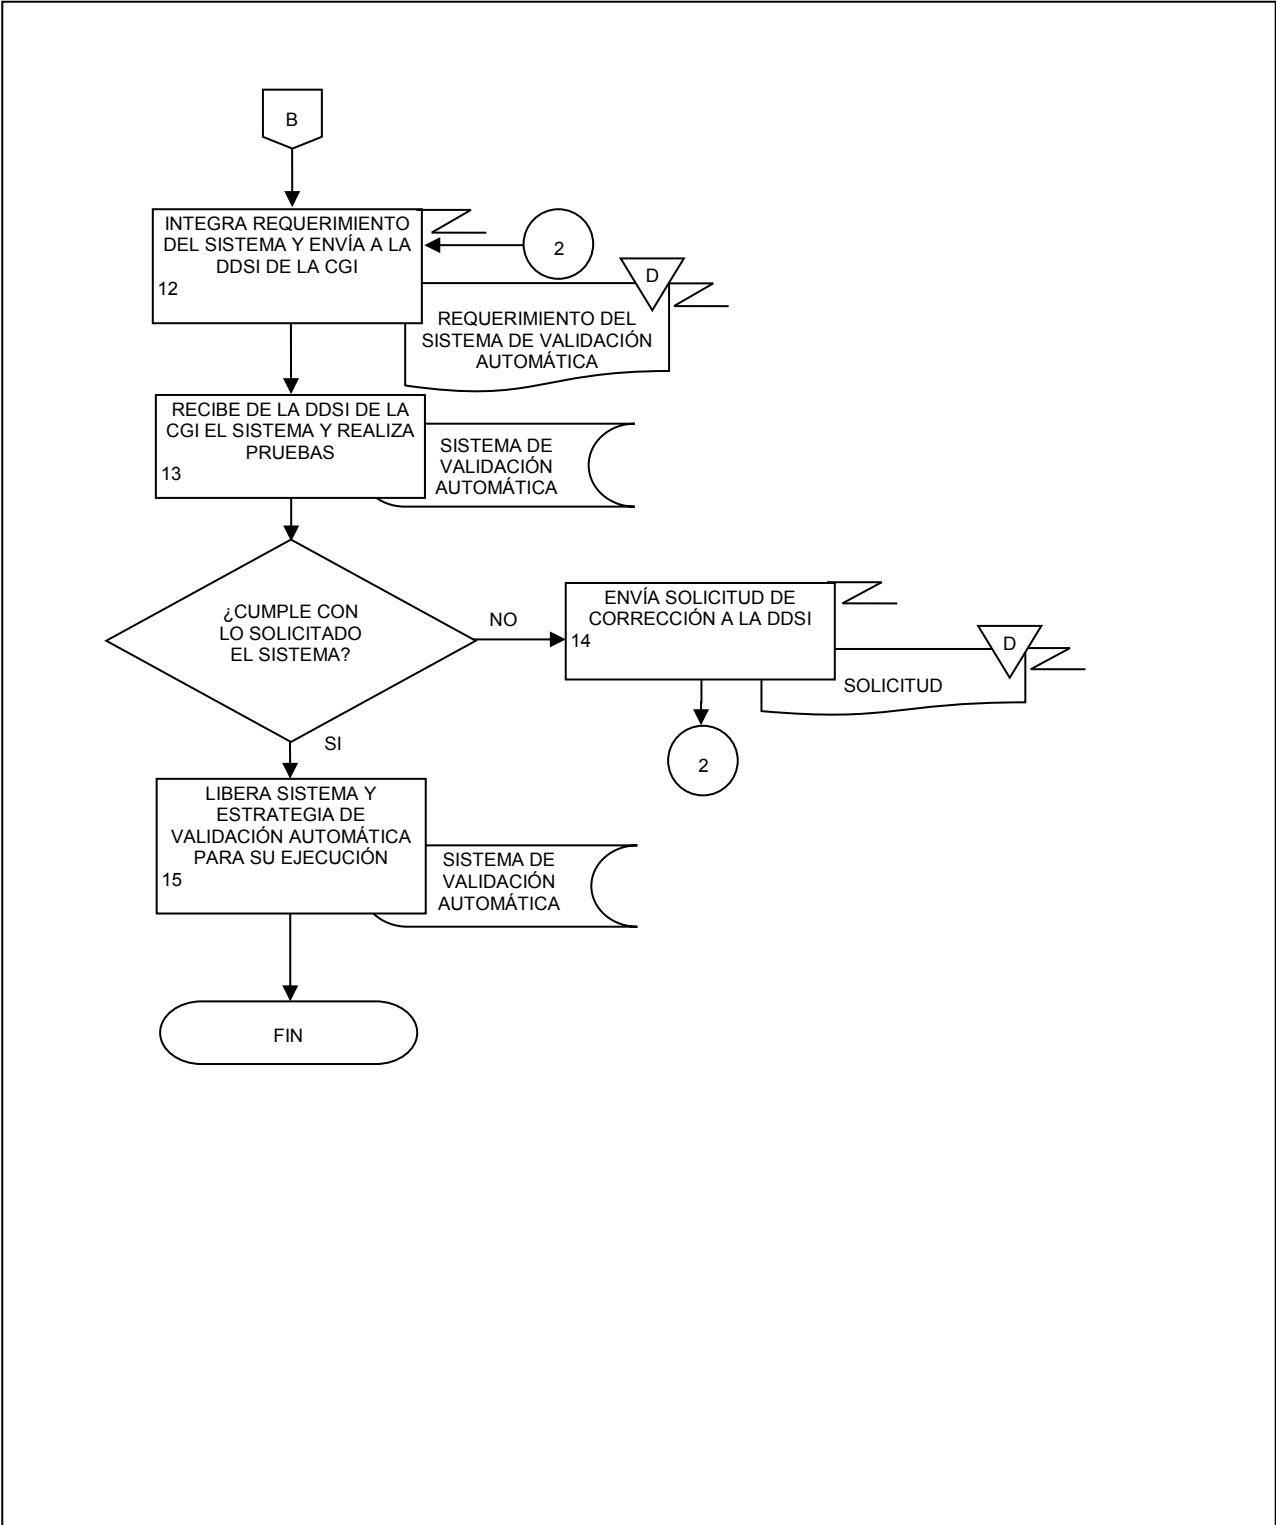 B
INTEGRA REQUERIMIENTO
DEL SISTEMA Y ENVÍA A LA
DDSI DE LA CGI
12
2
D
REQUERIMIENTO DEL
SISTEMA DE VALIDACIÓN
AUTOMÁTICA
RECIBE DE LA DDSI DE LA
CGI EL SISTEMA Y REALIZA
PRUEBAS
13
SISTEMA DE
VALIDACIÓN
AUTOMÁTICA
¿CUMPLE CON
LO SOLICITADO
EL SISTEMA?
NO
ENVÍA SOLICITUD DE
CORRECCIÓN A LA DDSI
14
D
SOLICITUD
2
SI
LIBERA SISTEMA Y
ESTRATEGIA DE
VALIDACIÓN AUTOMÁTICA
PARA SU EJECUCIÓN
15
SISTEMA DE
VALIDACIÓN
AUTOMÁTICA
FIN